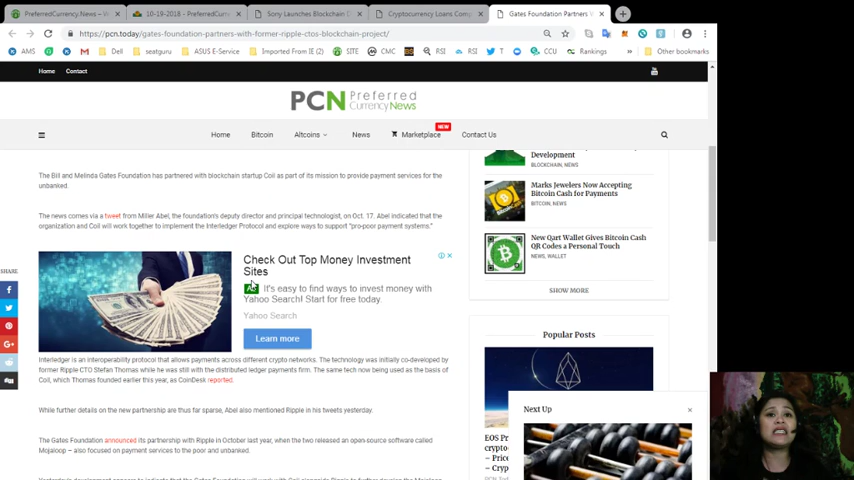 PreferredCurrency.News – V
10-19-2018 - PreferredCurr
Sony Launches Blockchain D
Cryptocurrency Loans Comp
Gates Foundation Partners W
https://pcn.today/gates-foundation-partners-with-former-ripple-ctos-blockchain-project/
AMS
Dell
seatguru
ASUS E-Service
Imported From IE (2)
SITE
CMC
RSI
RSI
T
CCU
Rankings
Other bookmarks
Home
Contact
PCN Preferred
Currency News
Home
Bitcoin
Altcoins
News
Marketplace
NEW
Contact Us
The Bill and Melinda Gates Foundation has partnered with blockchain startup Coil as part of its mission to provide payment services for the
unbanked.
The news comes via a tweet from Miller Abel, the foundation's deputy director and principal technologist, on Oct. 17. Abel indicated that the
organization and Coil will work together to implement the Interledger Protocol and explore ways to support "pro-poor payment systems."
Check Out Top Money Investment
Sites
It's easy to find ways to invest money with
Yahoo Search! Start for free today.
Yahoo Search
Learn more
SHARE
Interledger is an interoperability protocol that allows payments across different crypto networks. The technology was initially co-developed by
former Ripple CTO Stefan Thomas while he was still with the distributed ledger payments firm. The same tech now being used as the basis of
Coil, which Thomas founded earlier this year, as CoinDesk reported.
While further details on the new partnership are thus far sparse, Abel also mentioned Ripple in his tweets yesterday.
The Gates Foundation announced its partnership with Ripple in October last year, when the two released an open-source software called
Mojaloop – also focused on payment services to the poor and unbanked.
Development
BLOCKCHAIN, NEWS
Marks Jewelers Now Accepting
Bitcoin Cash for Payments
BITCOIN, NEWS
New Qart Wallet Gives Bitcoin Cash
QR Codes a Personal Touch
NEWS, WALLET
SHOW MORE
Popular Posts
EOS Pr
crypto-
– Price
– Cryp
Next Up